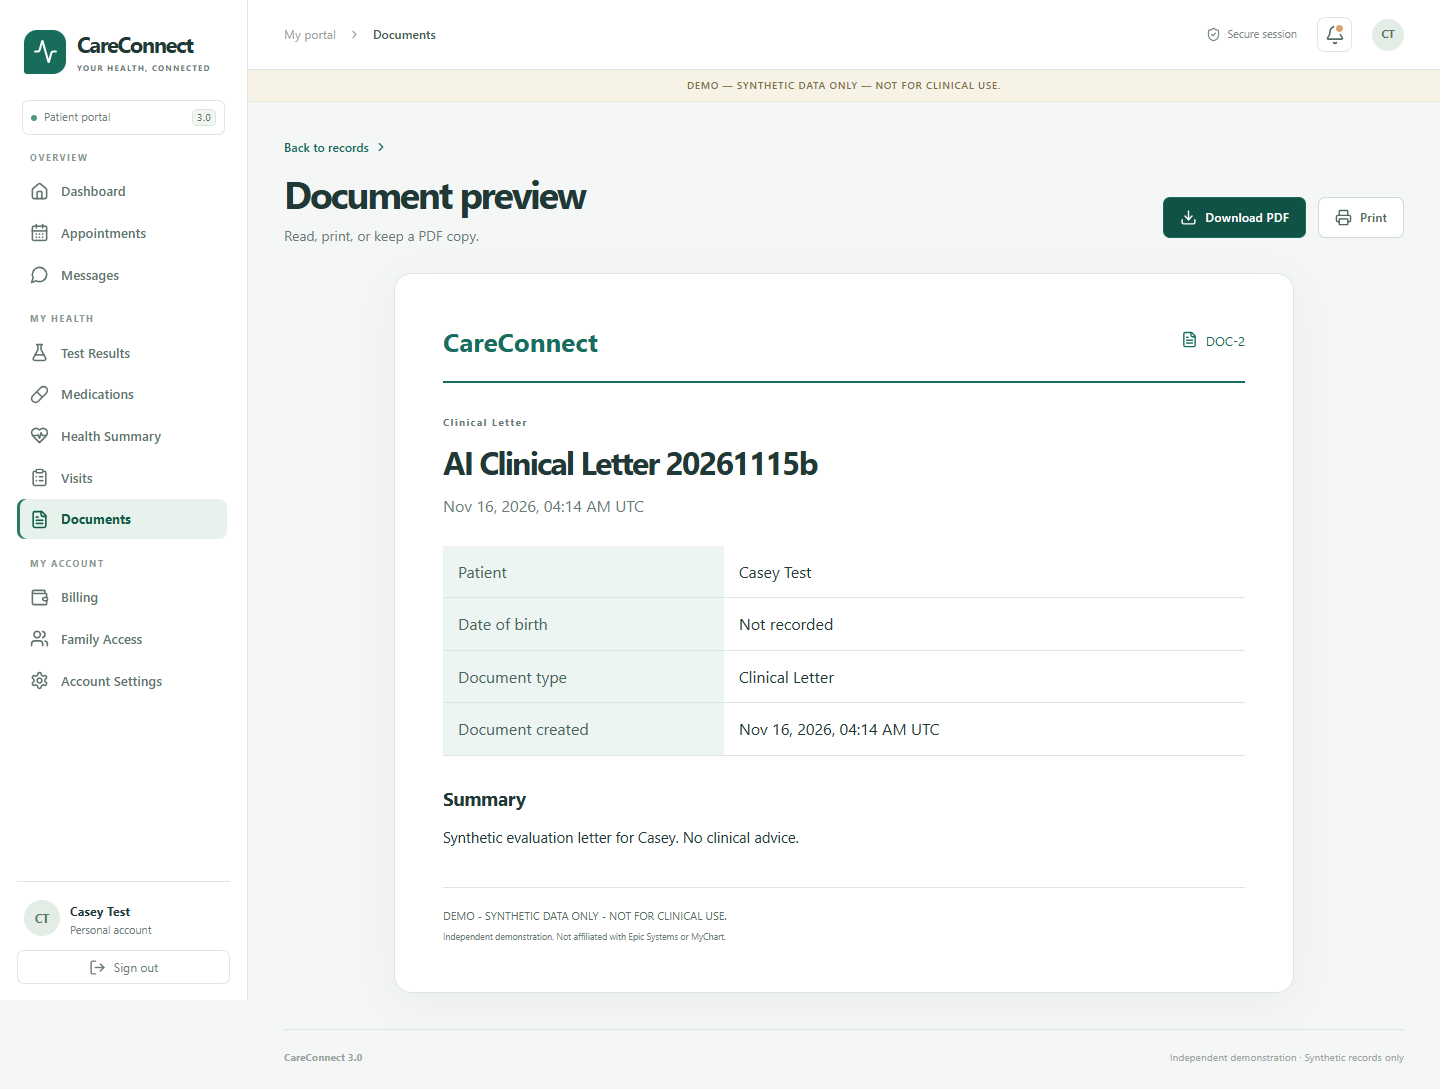 CareConnect
YOUR HEALTH, CONNECTED
Patient portal 3.0
OVERVIEW
Dashboard
Appointments
Messages
MY HEALTH
Test Results
Medications
Health Summary
Visits
Documents
MY ACCOUNT
Billing
Family Access
Account Settings
CT Casey Test
Personal account
Sign out
My portal Documents
Secure session
CT
DEMO — SYNTHETIC DATA ONLY — NOT FOR CLINICAL USE.
Back to records
Document preview
Read, print, or keep a PDF copy.
Download PDF
Print
CareConnect
DOC-2
Clinical Letter
AI Clinical Letter 20261115b
Nov 16, 2026, 04:14 AM UTC
Patient Casey Test
Date of birth Not recorded
Document type Clinical Letter
Document created Nov 16, 2026, 04:14 AM UTC
Summary
Synthetic evaluation letter for Casey. No clinical advice.
DEMO - SYNTHETIC DATA ONLY - NOT FOR CLINICAL USE.
Independent demonstration. Not affiliated with Epic Systems or MyChart.
CareConnect 3.0
Independent demonstration · Synthetic records only